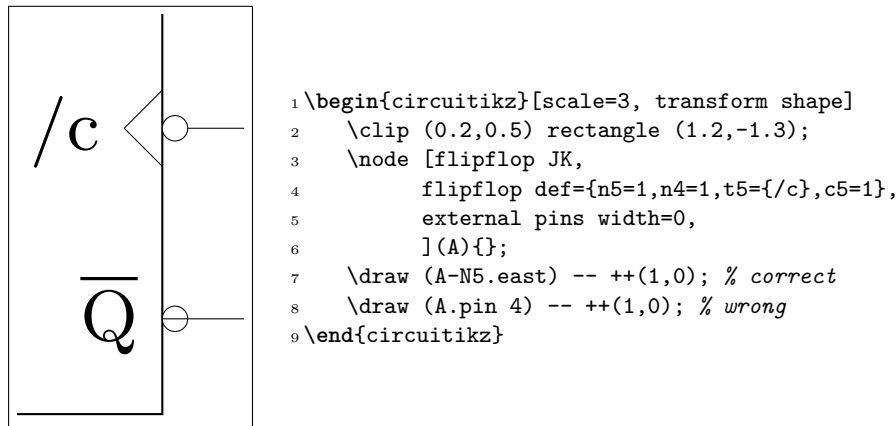 /c
Q̅
1 \begin{circuitikz}[scale=3, transform shape]
2     \clip (0.2,0.5) rectangle (1.2,-1.3);
3     \node [flipflop JK,
4           flipflop def={n5=1,n4=1,t5={/c},c5=1},
5           external pins width=0,
6           ](A){};
7     \draw (A-N5.east) -- ++(1,0); % correct
8     \draw (A.pin 4) -- ++(1,0); % wrong
9 \end{circuitikz}